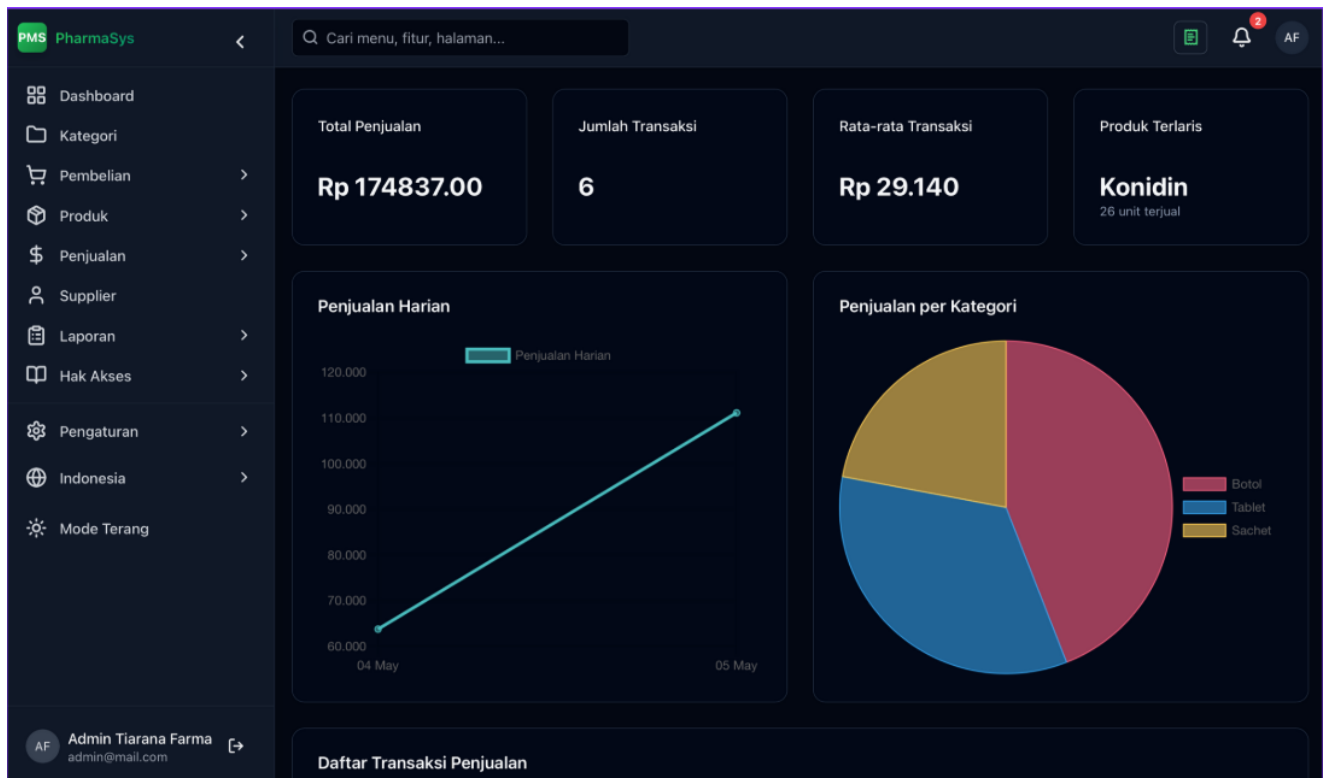 PMS PharmaSys
Dashboard
Kategori
Pembelian
Produk
Penjualan
Supplier
Laporan
Hak Akses
Pengaturan
Indonesia
Mode Terang
AF
Admin Tiarana Farma
admin@mail.com
Cari menu, fitur, halaman...
2
AF
Total Penjualan
Rp 174837.00
Jumlah Transaksi
6
Rata-rata Transaksi
Rp 29.140
Produk Terlaris
Konidin
26 unit terjual
Penjualan Harian
Penjualan Harian
120.000
110.000
100.000
90.000
80.000
70.000
60.000
04 May
05 May
Penjualan per Kategori
Botol
Tablet
Sachet
Daftar Transaksi Penjualan